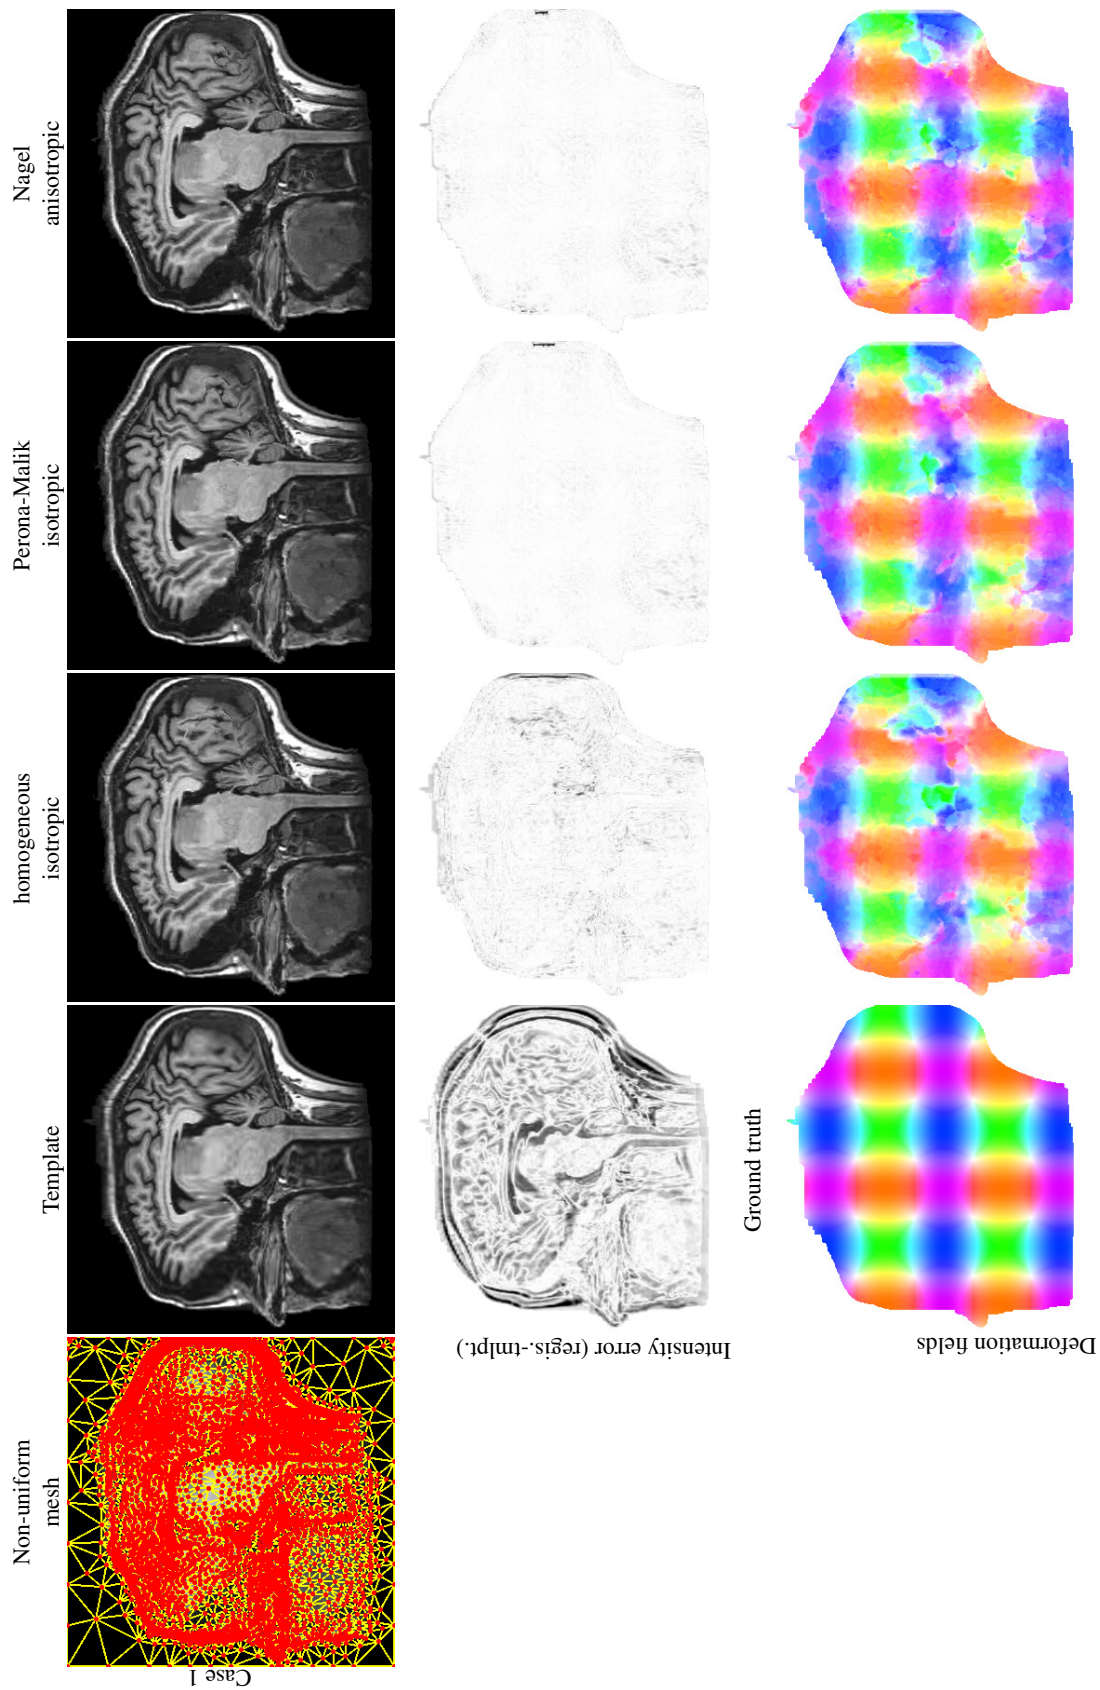 Non-uniform
mesh
Template
homogeneous
isotropic
Perona-Malik
isotropic
Nagel
anisotropic
Case 1
Intensity error (regis.-tmlpt.)
Ground truth
Deformation fields